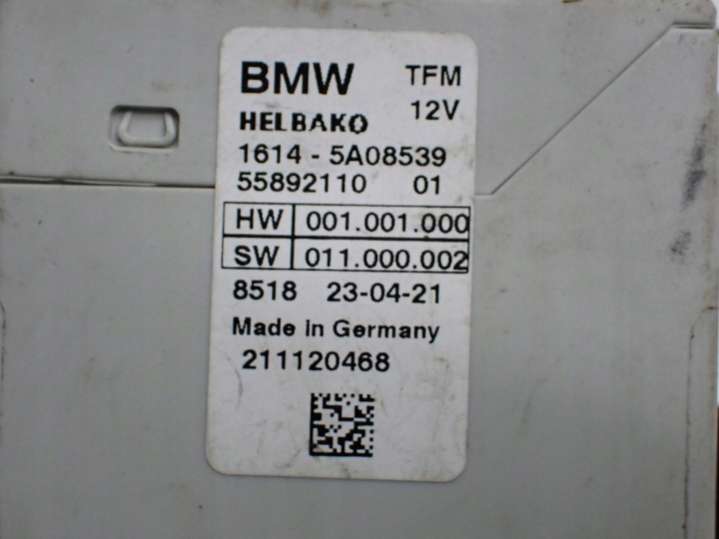 BMW TFM
12V
HELBAKO
1614 - 5A08539
55892110 01
HW 001.001.000
SW 011.000.002
8518 23-04-21
Made in Germany
211120468